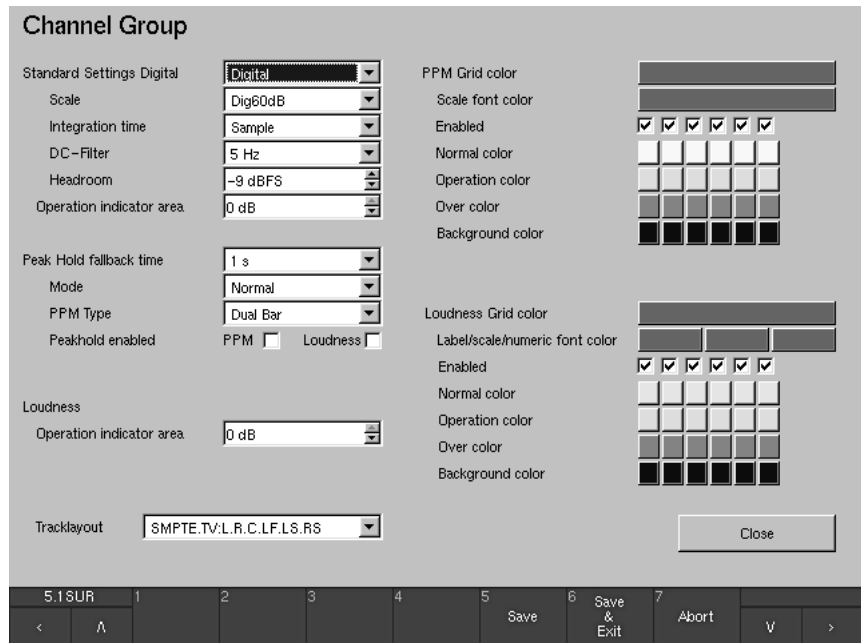 Channel Group
Standard Settings Digital
Digital
Scale
Dig60dB
Integration time
Sample
DC-Filter
5 Hz
Headroom
-9 dBFS
Operation indicator area
0 dB
Peak Hold fallback time
1 s
Mode
Normal
PPM Type
Dual Bar
Peakhold enabled
PPM
Loudness
Loudness
Operation indicator area
0 dB
Tracklayout
SMPTE.TV:L.R.C.LF.LS.RS
PPM Grid color
Scale font color
Enabled
Normal color
Operation color
Over color
Background color
Loudness Grid color
Label/scale/numeric font color
Enabled
Normal color
Operation color
Over color
Background color
Close
5.1SUR
< Λ
1
2
3
4
5
Save
6
Save
&
Exit
7
Abort
V >